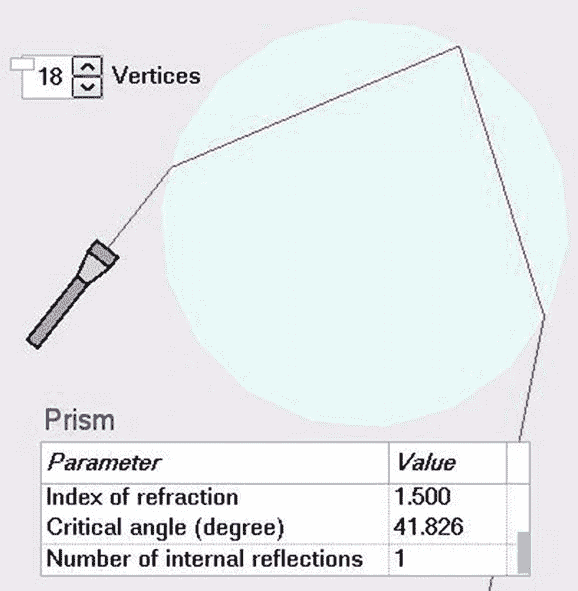 18 Vertices
Prism
Parameter Value
Index of refraction 1.500
Critical angle (degree) 41.826
Number of internal reflections 1